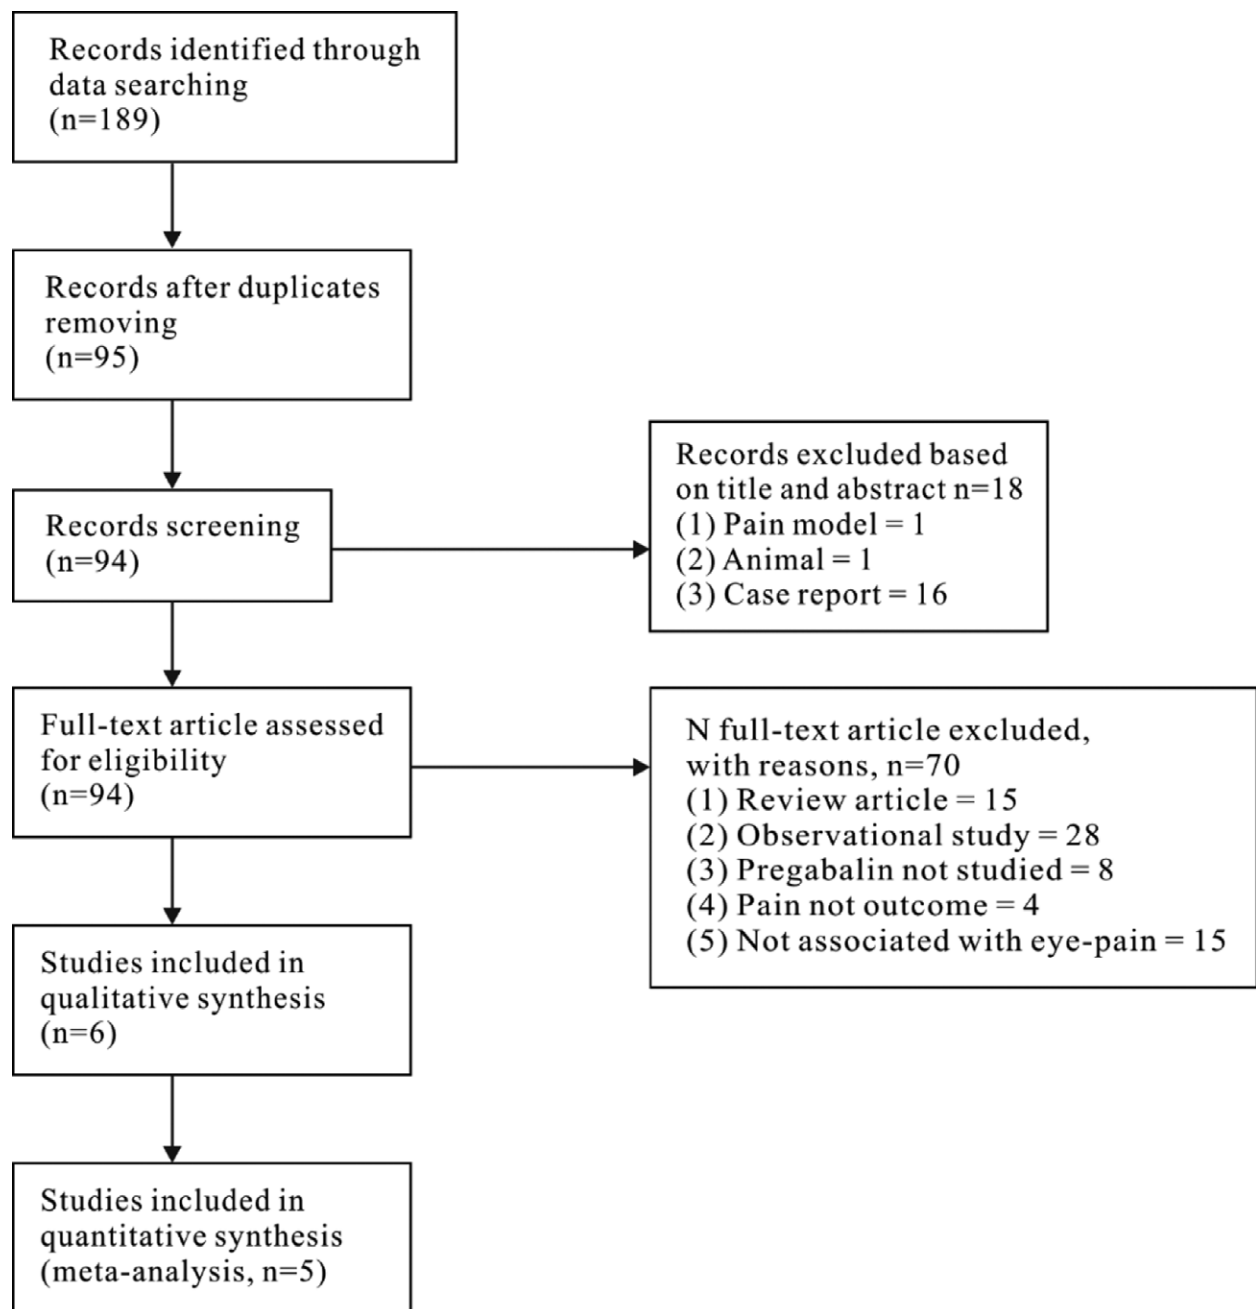 Records identified through
data searching
(n=189)
Records after duplicates
removing
(n=95)
Records screening
(n=94)
Records excluded based
on title and abstract n=18
(1) Pain model = 1
(2) Animal = 1
(3) Case report = 16
Full-text article assessed
for eligibility
(n=94)
N full-text article excluded,
with reasons, n=70
(1) Review article = 15
(2) Observational study = 28
(3) Pregabalin not studied = 8
(4) Pain not outcome = 4
(5) Not associated with eye-pain = 15
Studies included in
qualitative synthesis
(n=6)
Studies included in
quantitative synthesis
(meta-analysis, n=5)